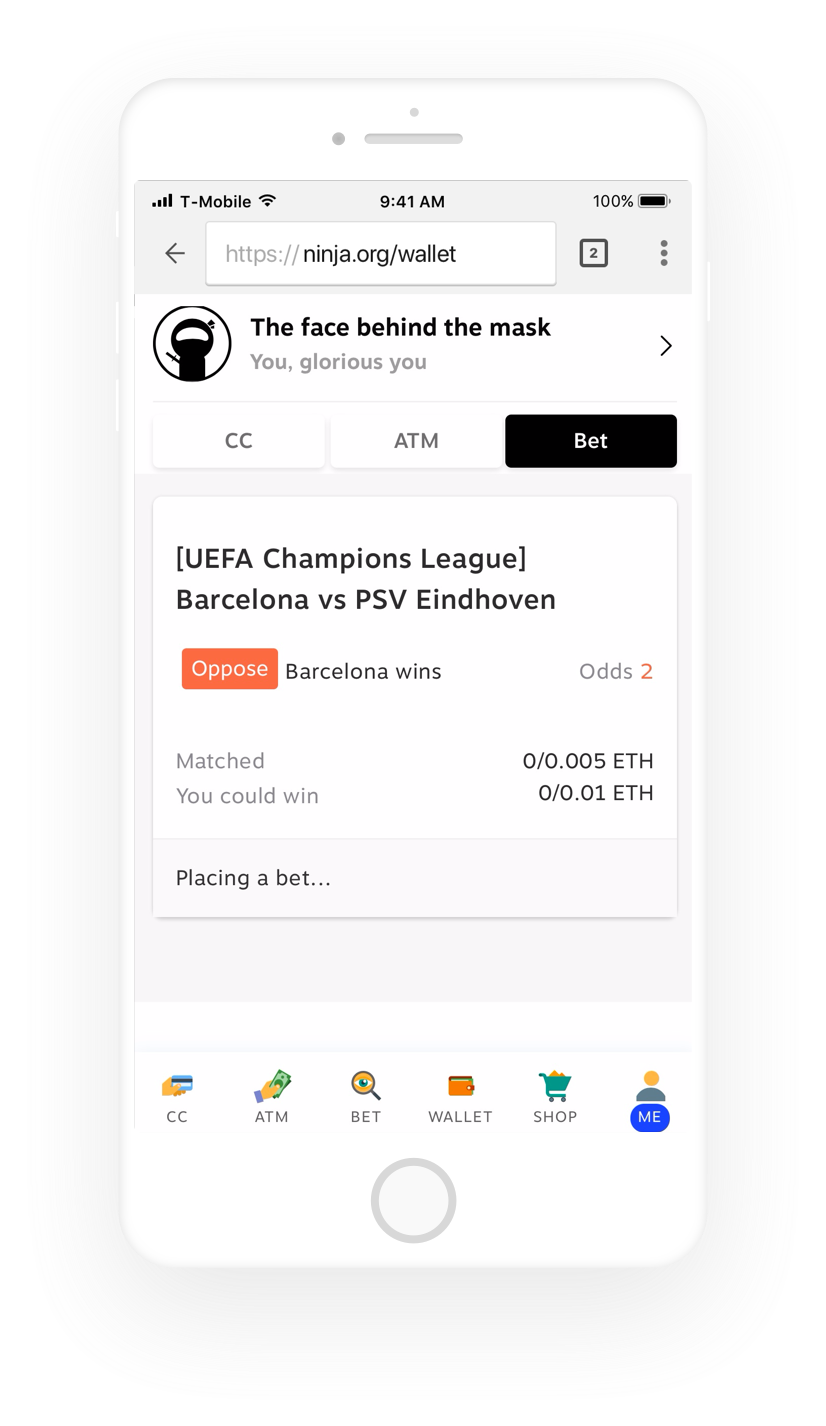 T-Mobile 9:41 AM 100%
https://ninja.org/wallet 2
The face behind the mask
You, glorious you
CC ATM Bet
[UEFA Champions League]
Barcelona vs PSV Eindhoven
Oppose Barcelona wins Odds 2
Matched 0/0.005 ETH
You could win 0/0.01 ETH
Placing a bet...
CC ATM BET WALLET SHOP ME